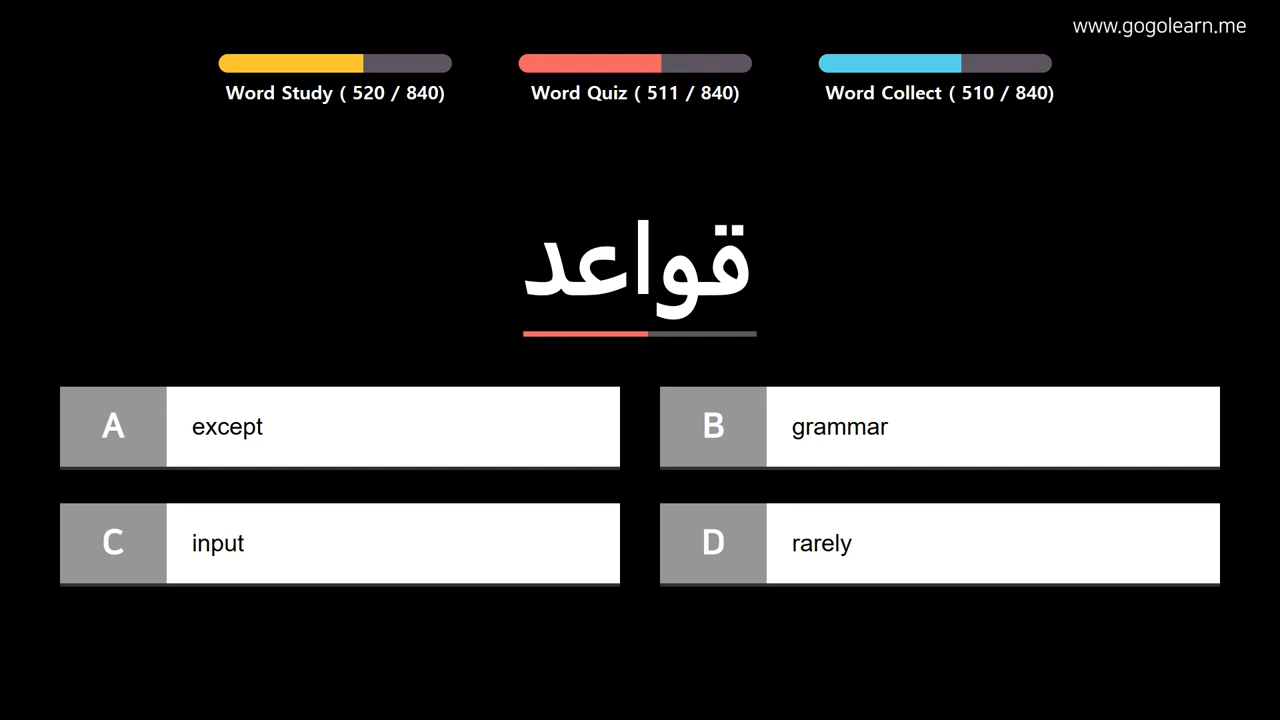 www.gogolearn.me
Word Study ( 520 / 840)
Word Quiz ( 511 / 840)
Word Collect ( 510 / 840)
قواعد
A except
B grammar
C input
D rarely